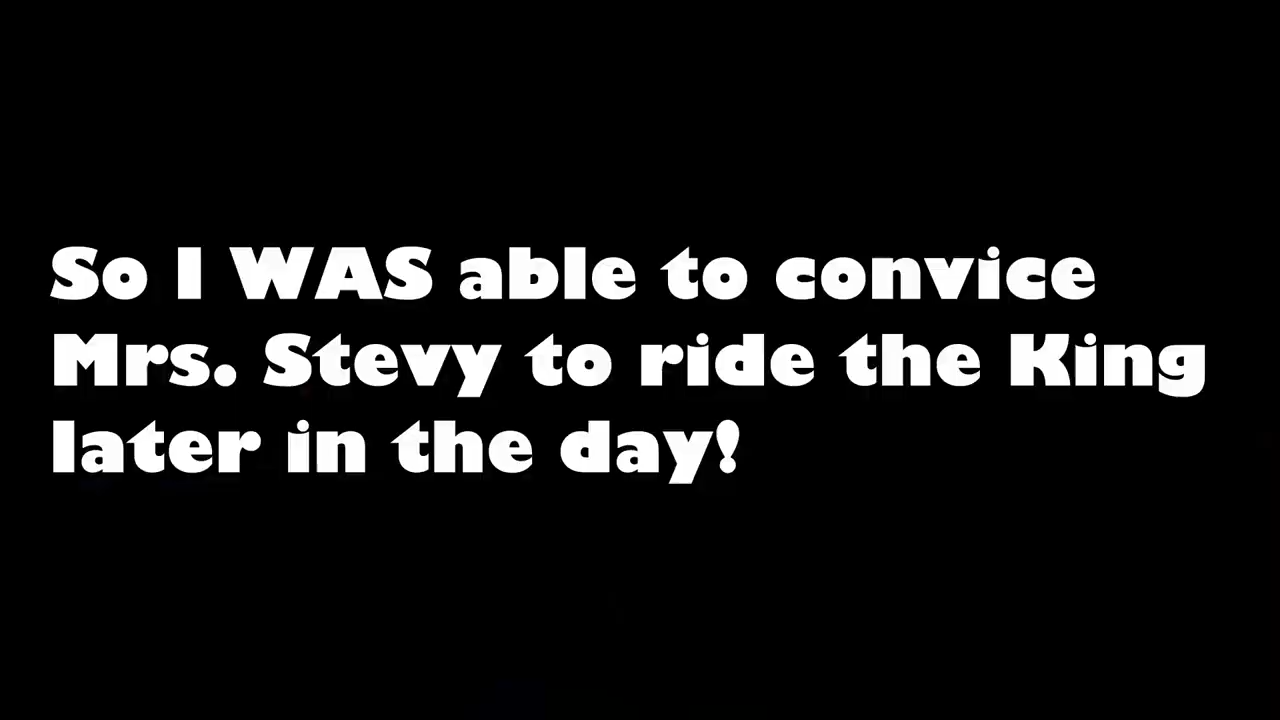 So I WAS able to convice
Mrs. Stevy to ride the King
later in the day!